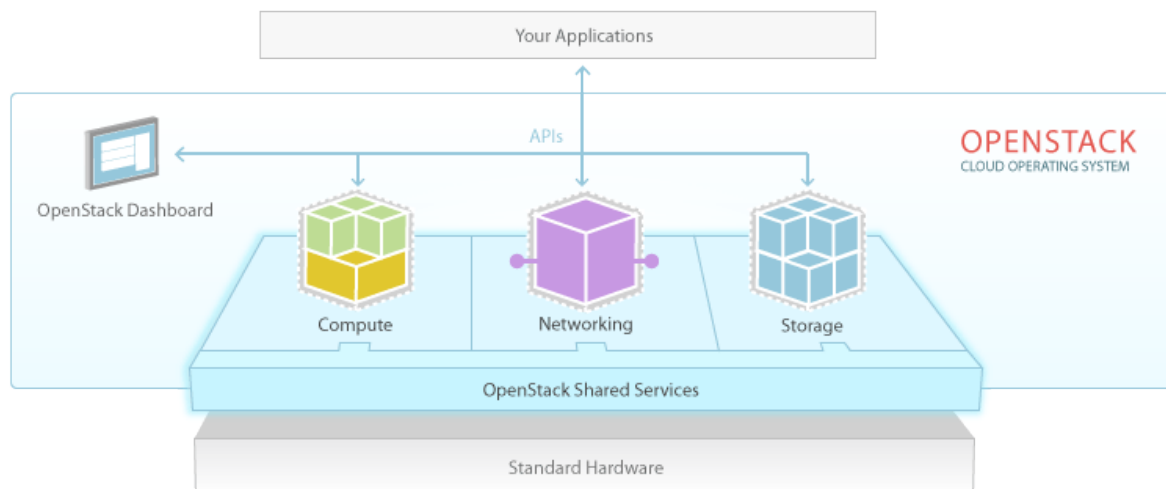 Your Applications
APIs
OPENSTACK
CLOUD OPERATING SYSTEM
OpenStack Dashboard
Compute
Networking
Storage
OpenStack Shared Services
Standard Hardware